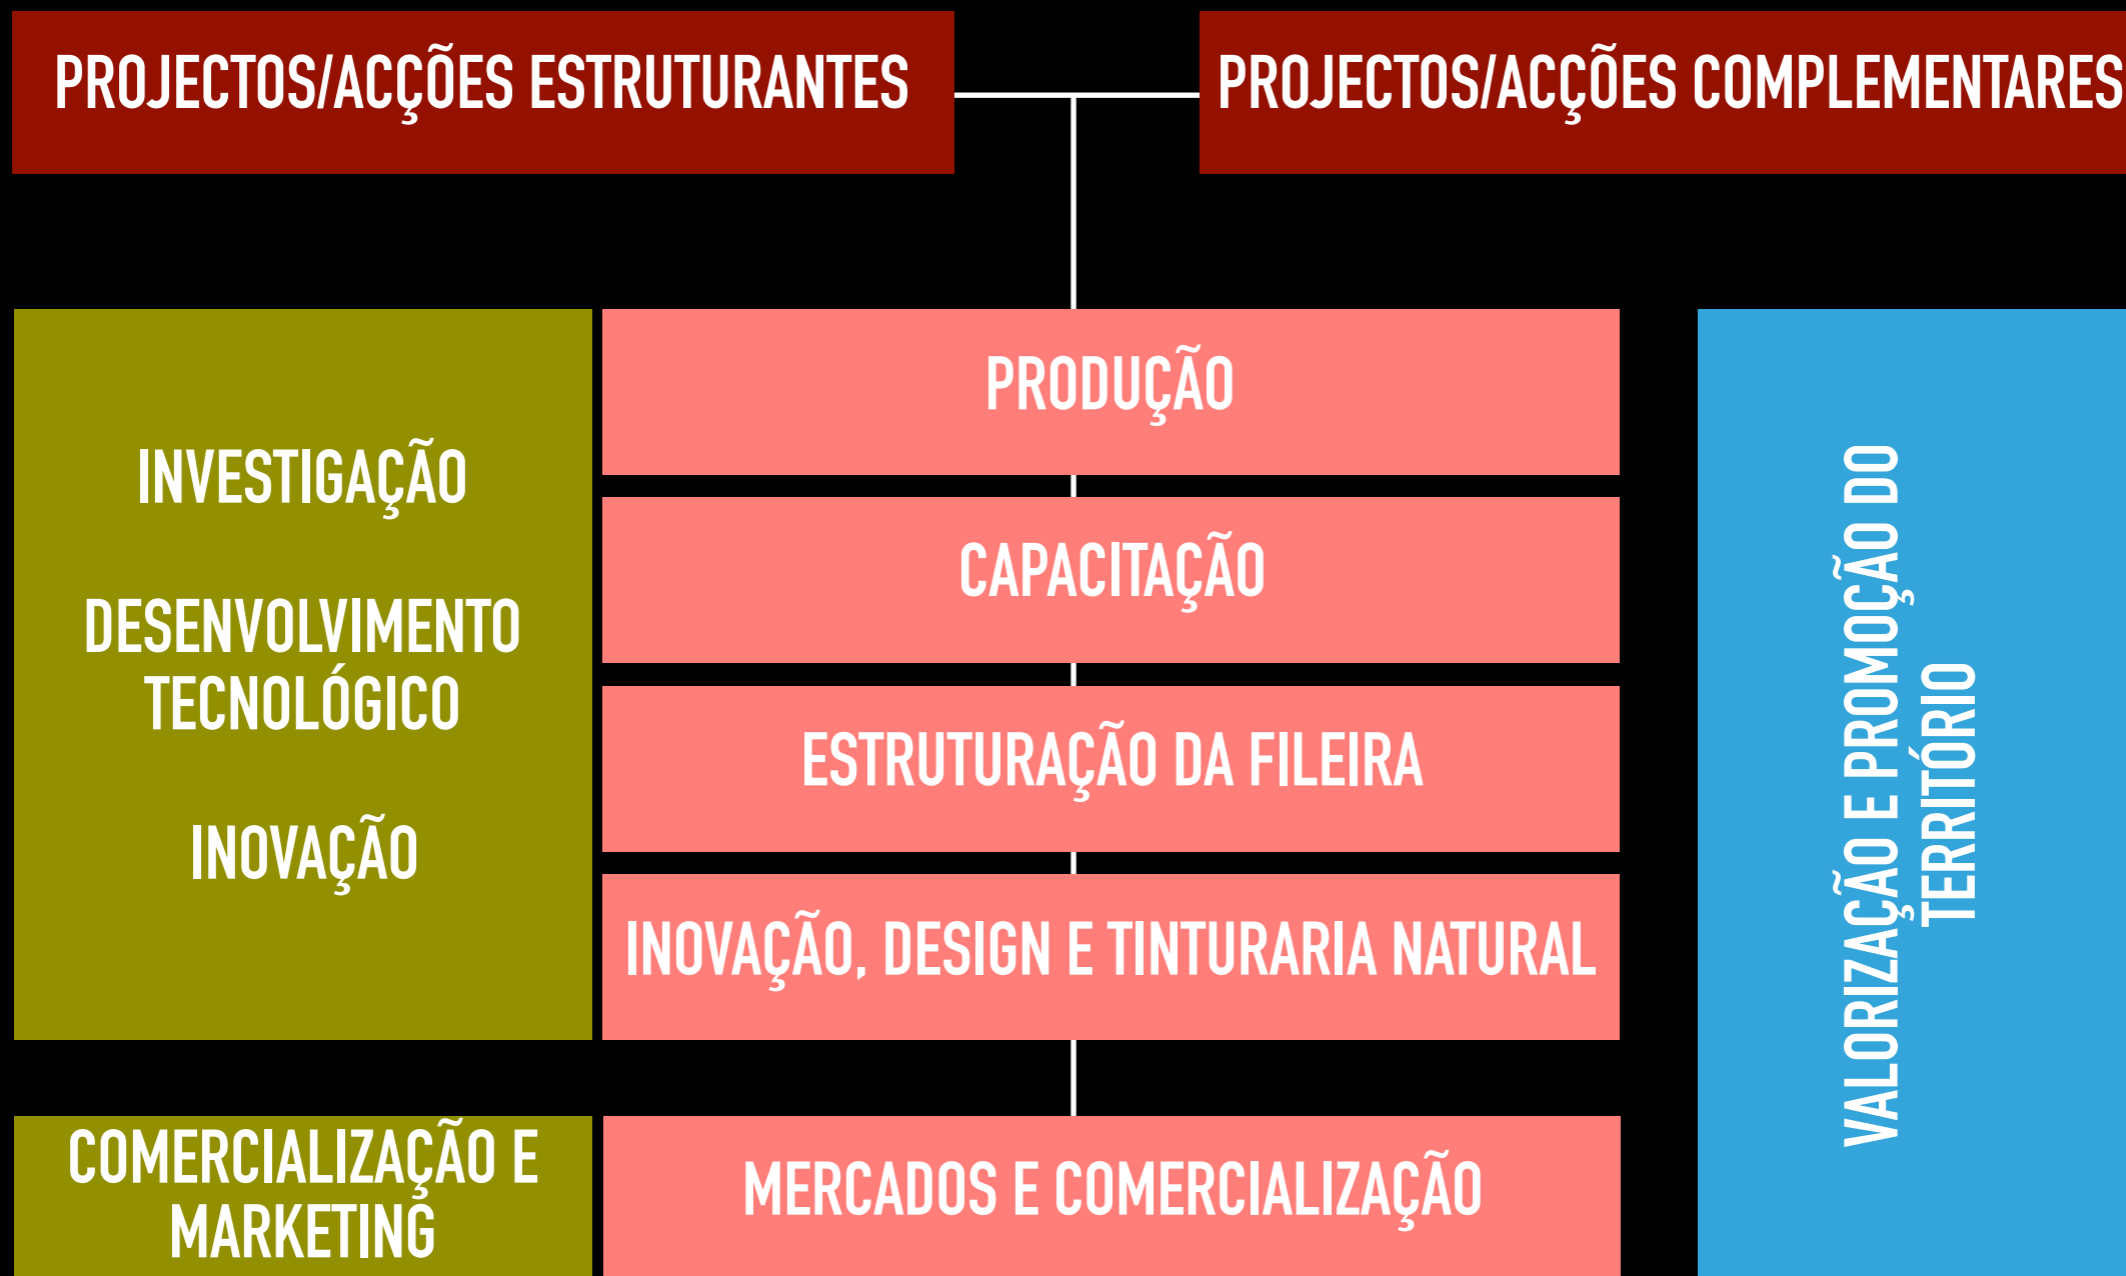 PROJECTOS/ACÇÕES ESTRUTURANTES
PROJECTOS/ACÇÕES COMPLEMENTARES
INVESTIGAÇÃO
DESENVOLVIMENTO
TECNOLÓGICO
INOVAÇÃO
PRODUÇÃO
CAPACITAÇÃO
ESTRUTURAÇÃO DA FILEIRA
INOVAÇÃO, DESIGN E TINTURARIA NATURAL
COMERCIALIZAÇÃO E
MARKETING
MERCADOS E COMERCIALIZAÇÃO
VALORIZAÇÃO E PROMOÇÃO DO
TERRITÓRIO